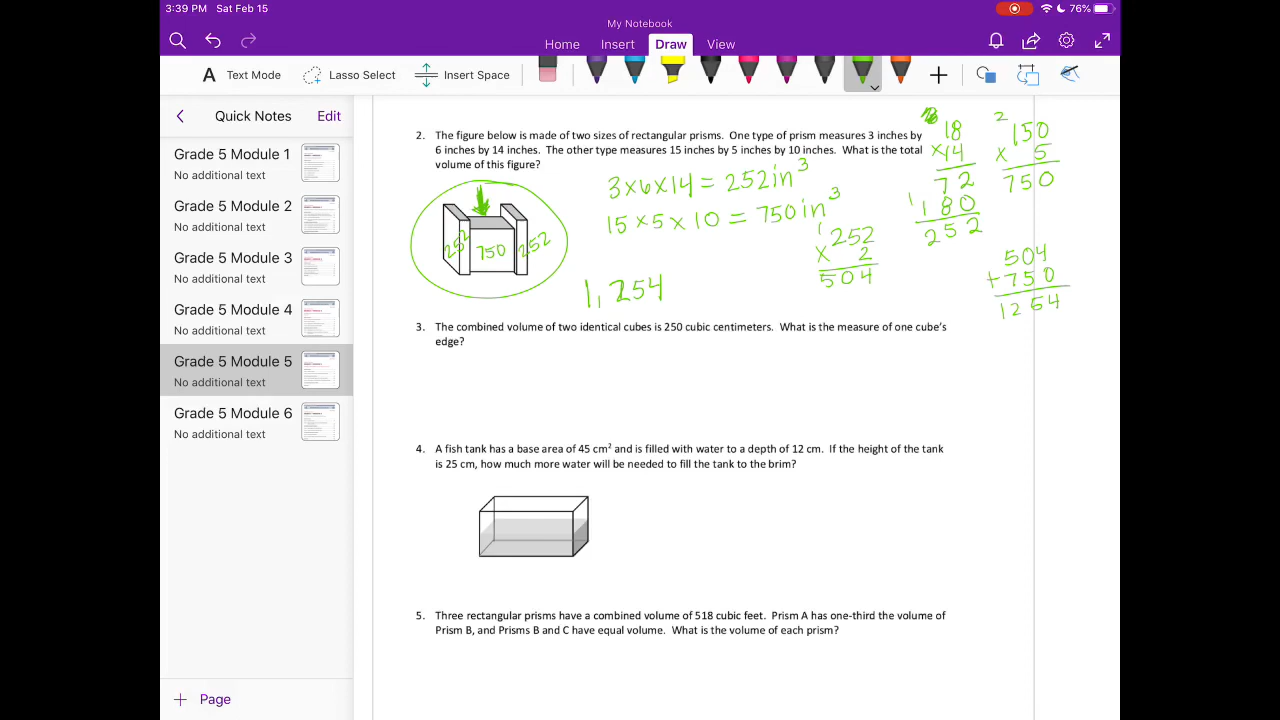 3:39 PM Sat Feb 15
76%
My Notebook
Home Insert Draw View
Text Mode Lasso Select Insert Space
Quick Notes Edit
Grade 5 Module 1
No additional text
Grade 5 Module 2
No additional text
Grade 5 Module 3
No additional text
Grade 5 Module 4
No additional text
Grade 5 Module 5
No additional text
Grade 5 Module 6
No additional text
+ Page
2. The figure below is made of two sizes of rectangular prisms. One type of prism measures 3 inches by
6 inches by 14 inches. The other type measures 15 inches by 5 inches by 10 inches. What is the total
volume of this figure?
3×6×14 = 252 in³
15 × 5 × 10 = 750 in³
252 750 252
1,254
18
×14
72
1
180
252
2
150
× 5
750
1
252
× 2
504
504
+750
1254
3. The combined volume of two identical cubes is 250 cubic centimeters. What is the measure of one cube's
edge?
4. A fish tank has a base area of 45 cm² and is filled with water to a depth of 12 cm. If the height of the tank
is 25 cm, how much more water will be needed to fill the tank to the brim?
5. Three rectangular prisms have a combined volume of 518 cubic feet. Prism A has one-third the volume of
Prism B, and Prisms B and C have equal volume. What is the volume of each prism?